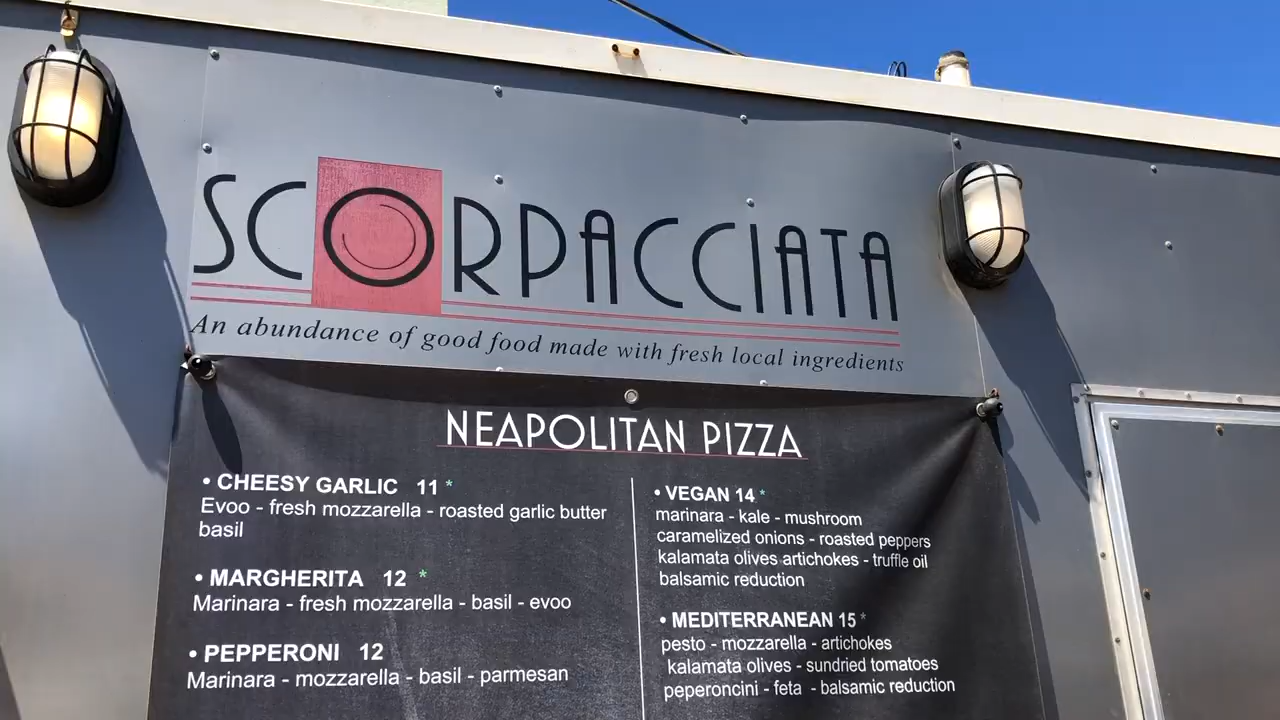 SCORPACCIATA
An abundance of good food made with fresh local ingredients
NEAPOLITAN PIZZA
• CHEESY GARLIC 11 *
Evoo - fresh mozzarella - roasted garlic butter
basil
• MARGHERITA 12 *
Marinara - fresh mozzarella - basil - evoo
• PEPPERONI 12
Marinara - mozzarella - basil - parmesan
• VEGAN 14 *
marinara - kale - mushroom
caramelized onions - roasted peppers
kalamata olives artichokes - truffle oil
balsamic reduction
• MEDITERRANEAN 15 *
pesto - mozzarella - artichokes
kalamata olives - sundried tomatoes
peperoncini - feta - balsamic reduction